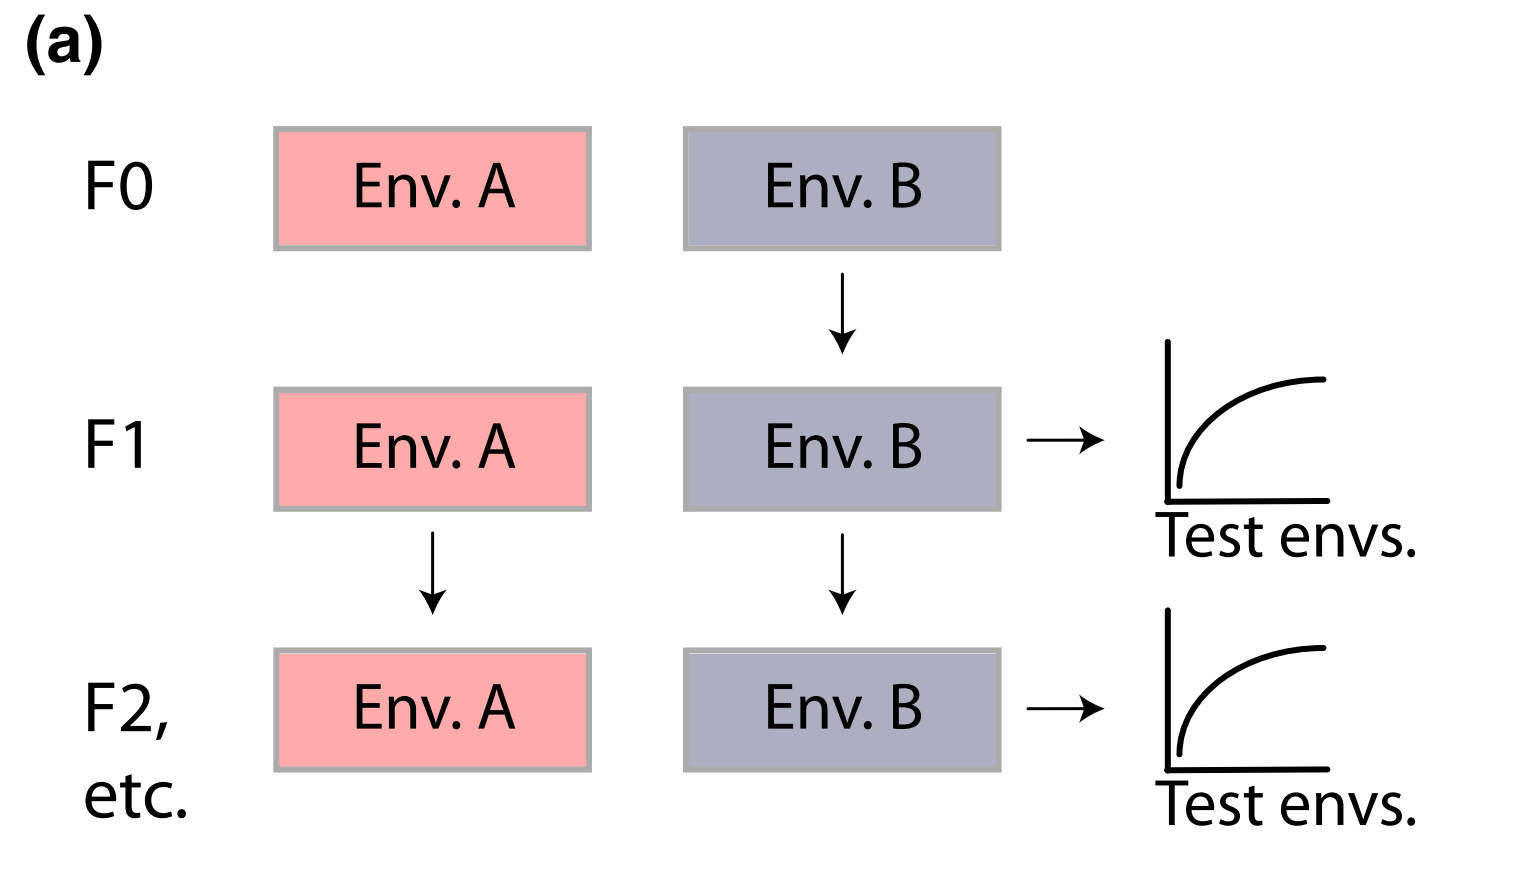 (a)
F0
Env. A
Env. B
F1
Env. A
Env. B
Test envs.
F2,
etc.
Env. A
Env. B
Test envs.